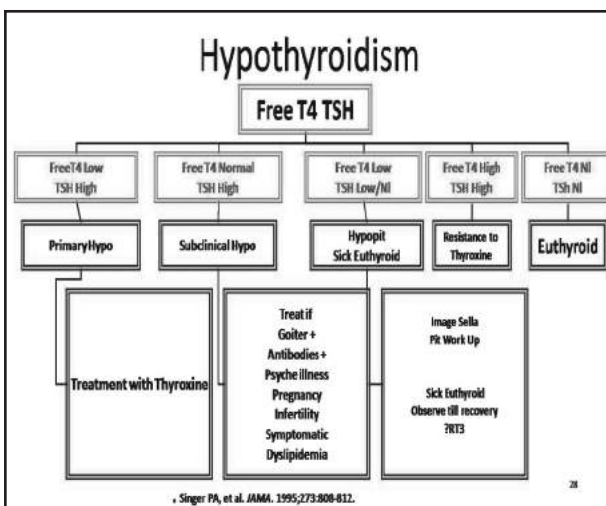 Hypothyroidism
Free T4 TSH
FreeT4 Low
TSH High
Free T4 Normal
TSH High
Free T4 Low
TSH Low/Nl
Free T4 High
TSH High
Free T4 Nl
TSh Nl
Primary Hypo
Subclinical Hypo
Hypopit
Sick Euthyroid
Resistance to
Thyroxine
Euthyroid
Treatment with Thyroxine
Treat if
Goiter +
Antibodies +
Psyche illness
Pregnancy
Infertility
Symptomatic
Dyslipidemia
Image Sella
Pit Work Up
Sick Euthyroid
Observe till recovery
?RT3
28
. Singer PA, et al. JAMA. 1995;273:808-812.